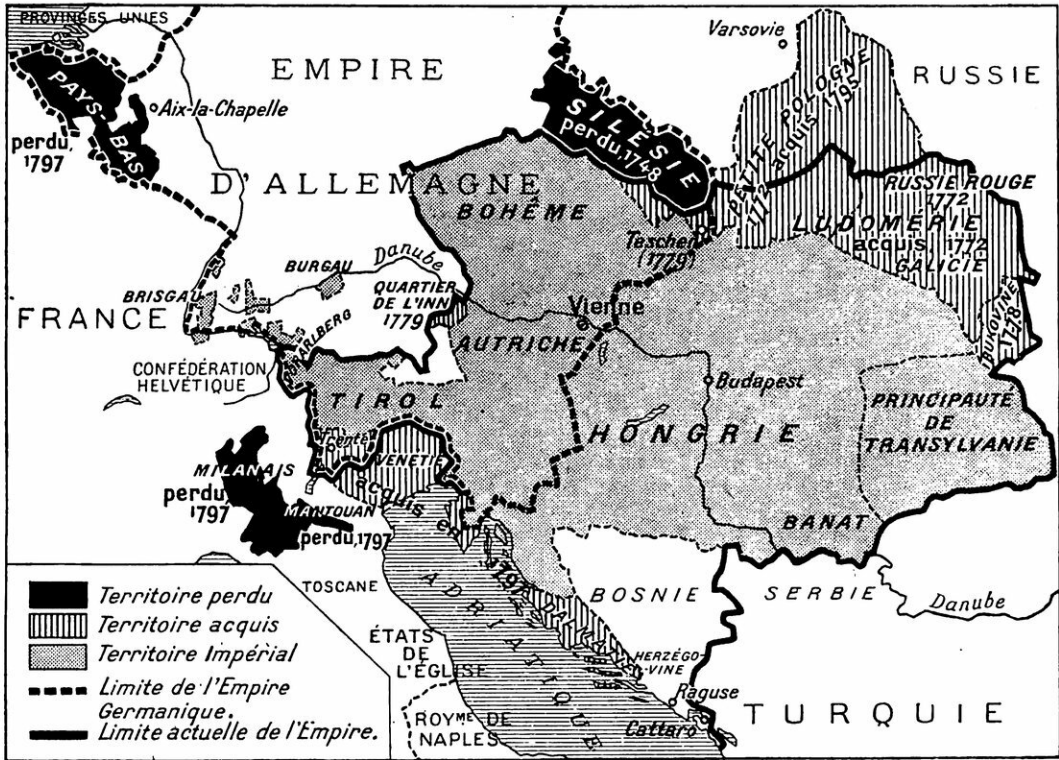 PROVINCES UNIES
EMPIRE
D'ALLEMAGNE
Varsovie
RUSSIE
PAYS-BAS
perdu,
1797
Aix-la-Chapelle
SILÉSIE
perdu, 1748
PETITE POLOGNE
1772 acquis 1795
RUSSIE ROUGE
1772
LUDOMÉRIE
acquis 1772
GALICIE
BUKOVINE
BOHÊME
Teschen
(1779)
Danube
BURGAU
BRISGAU
QUARTIER
DE L'INN
1779
Vienne
FRANCE
VORARLBERG
AUTRICHE
CONFÉDÉRATION
HELVÉTIQUE
TIROL
Budapest
HONGRIE
PRINCIPAUTÉ
DE
TRANSYLVANIE
VENÉTIE
acquis en 1797
MILANAIS
perdu
1797
MANTOUAN
perdu, 1797
BANAT
TOSCANE
ADRIATIQUE
DALMATIE
BOSNIE
SERBIE
Danube
ÉTATS
DE
L'ÉGLISE
HERZÉGO-
VINE
Raguse
Cattaro
TURQUIE
ROYME DE
NAPLES
Territoire perdu
Territoire acquis
Territoire Impérial
Limite de l'Empire
Germanique.
Limite actuelle de l'Empire.